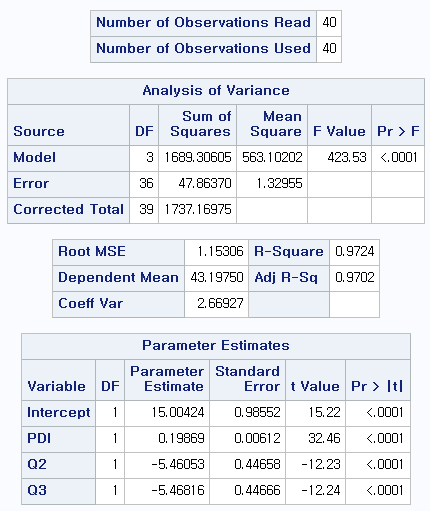 Number of Observations Read 40
Number of Observations Used 40
Analysis of Variance
Source DF Sum of Squares Mean Square F Value Pr > F
Model 3 1689.30605 563.10202 423.53 <.0001
Error 36 47.86370 1.32955
Corrected Total 39 1737.16975
Root MSE 1.15306 R-Square 0.9724
Dependent Mean 43.19750 Adj R-Sq 0.9702
Coeff Var 2.66927
Parameter Estimates
Variable DF Parameter Estimate Standard Error t Value Pr > |t|
Intercept 1 15.00424 0.98552 15.22 <.0001
PDI 1 0.19869 0.00612 32.46 <.0001
Q2 1 -5.46053 0.44658 -12.23 <.0001
Q3 1 -5.46816 0.44666 -12.24 <.0001